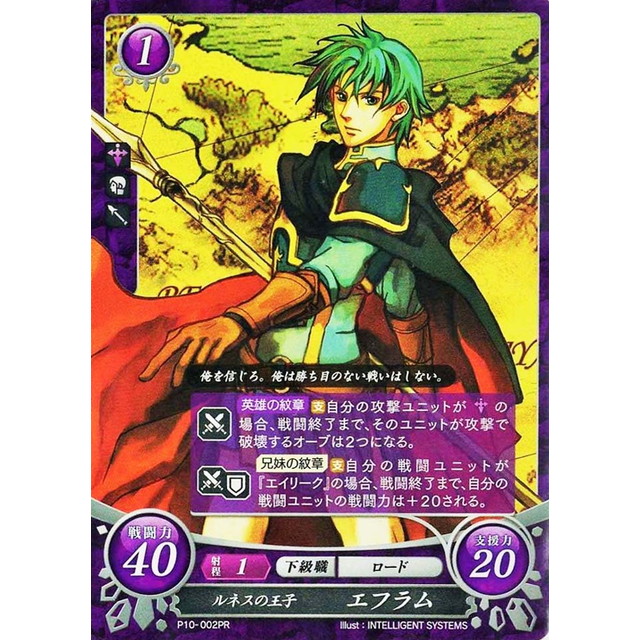 1
俺を信じろ。俺は勝ち目のない戦いはしない。
英雄の紋章 支 自分の攻撃ユニットが の
場合、戦闘終了まで、そのユニットが攻撃で
破壊するオーブは2つになる。
兄妹の紋章 支 自分の戦闘ユニットが
『エイリーク』の場合、戦闘終了まで、自分の
戦闘ユニットの戦闘力は+20される。
戦闘力
40
射程 1
下級職
ロード
支援力
20
ルネスの王子 エフラム
P10-002PR
Illust : INTELLIGENT SYSTEMS